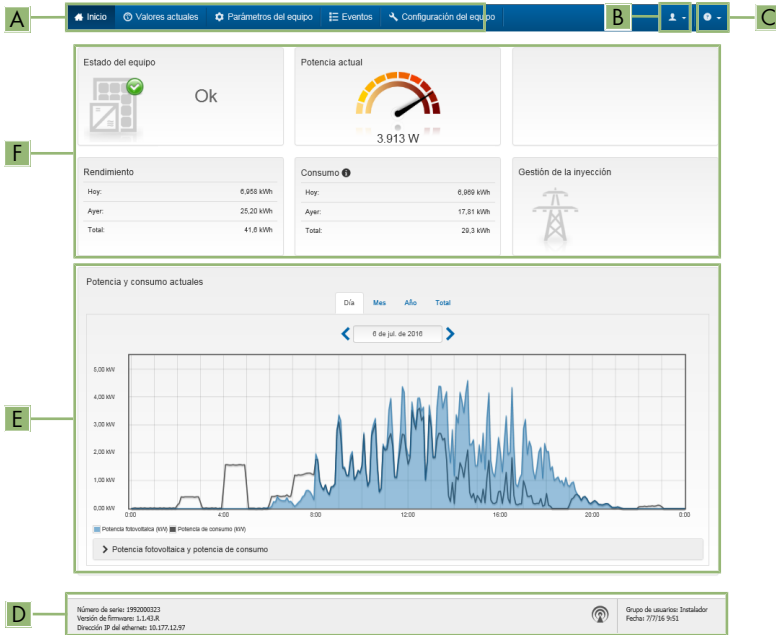 A
Inicio Valores actuales Parámetros del equipo Eventos Configuración del equipo
B
C
F
Estado del equipo
Ok
Potencia actual
3.913 W
Rendimiento
Hoy: 6,958 kWh
Ayer: 25,20 kWh
Total: 41,6 kWh
Consumo
Hoy: 6,969 kWh
Ayer: 17,81 kWh
Total: 29,3 kWh
Gestión de la inyección
E
Potencia y consumo actuales
Día Mes Año Total
6 de jul. de 2016
5,00 kW
4,00 kW
3,00 kW
2,00 kW
1,00 kW
0,00 kW
0:00 4:00 8:00 12:00 16:00 20:00 0:00
Potencia fotovoltaica (kW) Potencia de consumo (kW)
Potencia fotovoltaica y potencia de consumo
D
Número de serie: 1992000323
Versión de firmware: 1.1.43.R
Dirección IP del ethernet: 10.177.12.97
Grupo de usuarios: Instalador
Fecha: 7/7/16 9:51